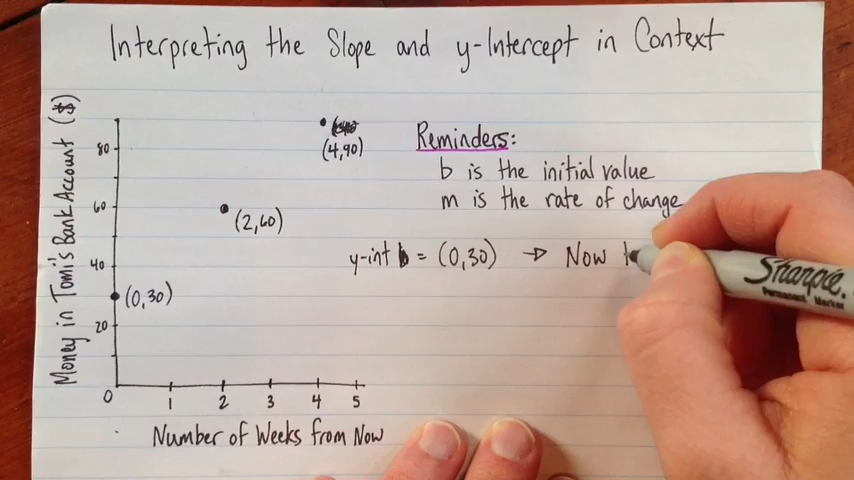 Interpreting the Slope and y-Intercept in Context
Money in Tomi's Bank Account ($)
80
60
40
20
0
1 2 3 4 5
Number of Weeks from Now
(4,90)
(2,60)
(0,30)
Reminders:
b is the initial value
m is the rate of change
y-int = (0,30) → Now
Sharpie.
Permanent Marker